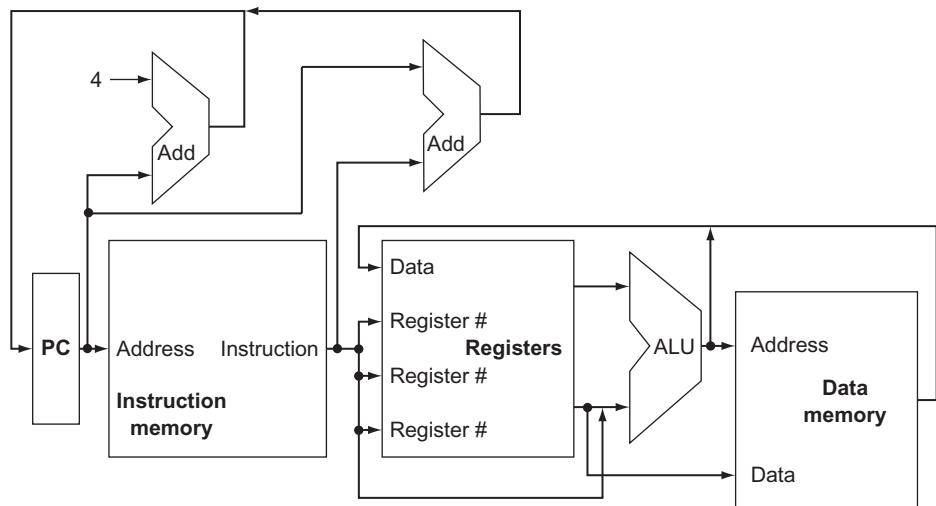 4
Add
Add
PC
Address
Instruction
Instruction
memory
Data
Register #
Registers
Register #
Register #
ALU
Address
Data
memory
Data